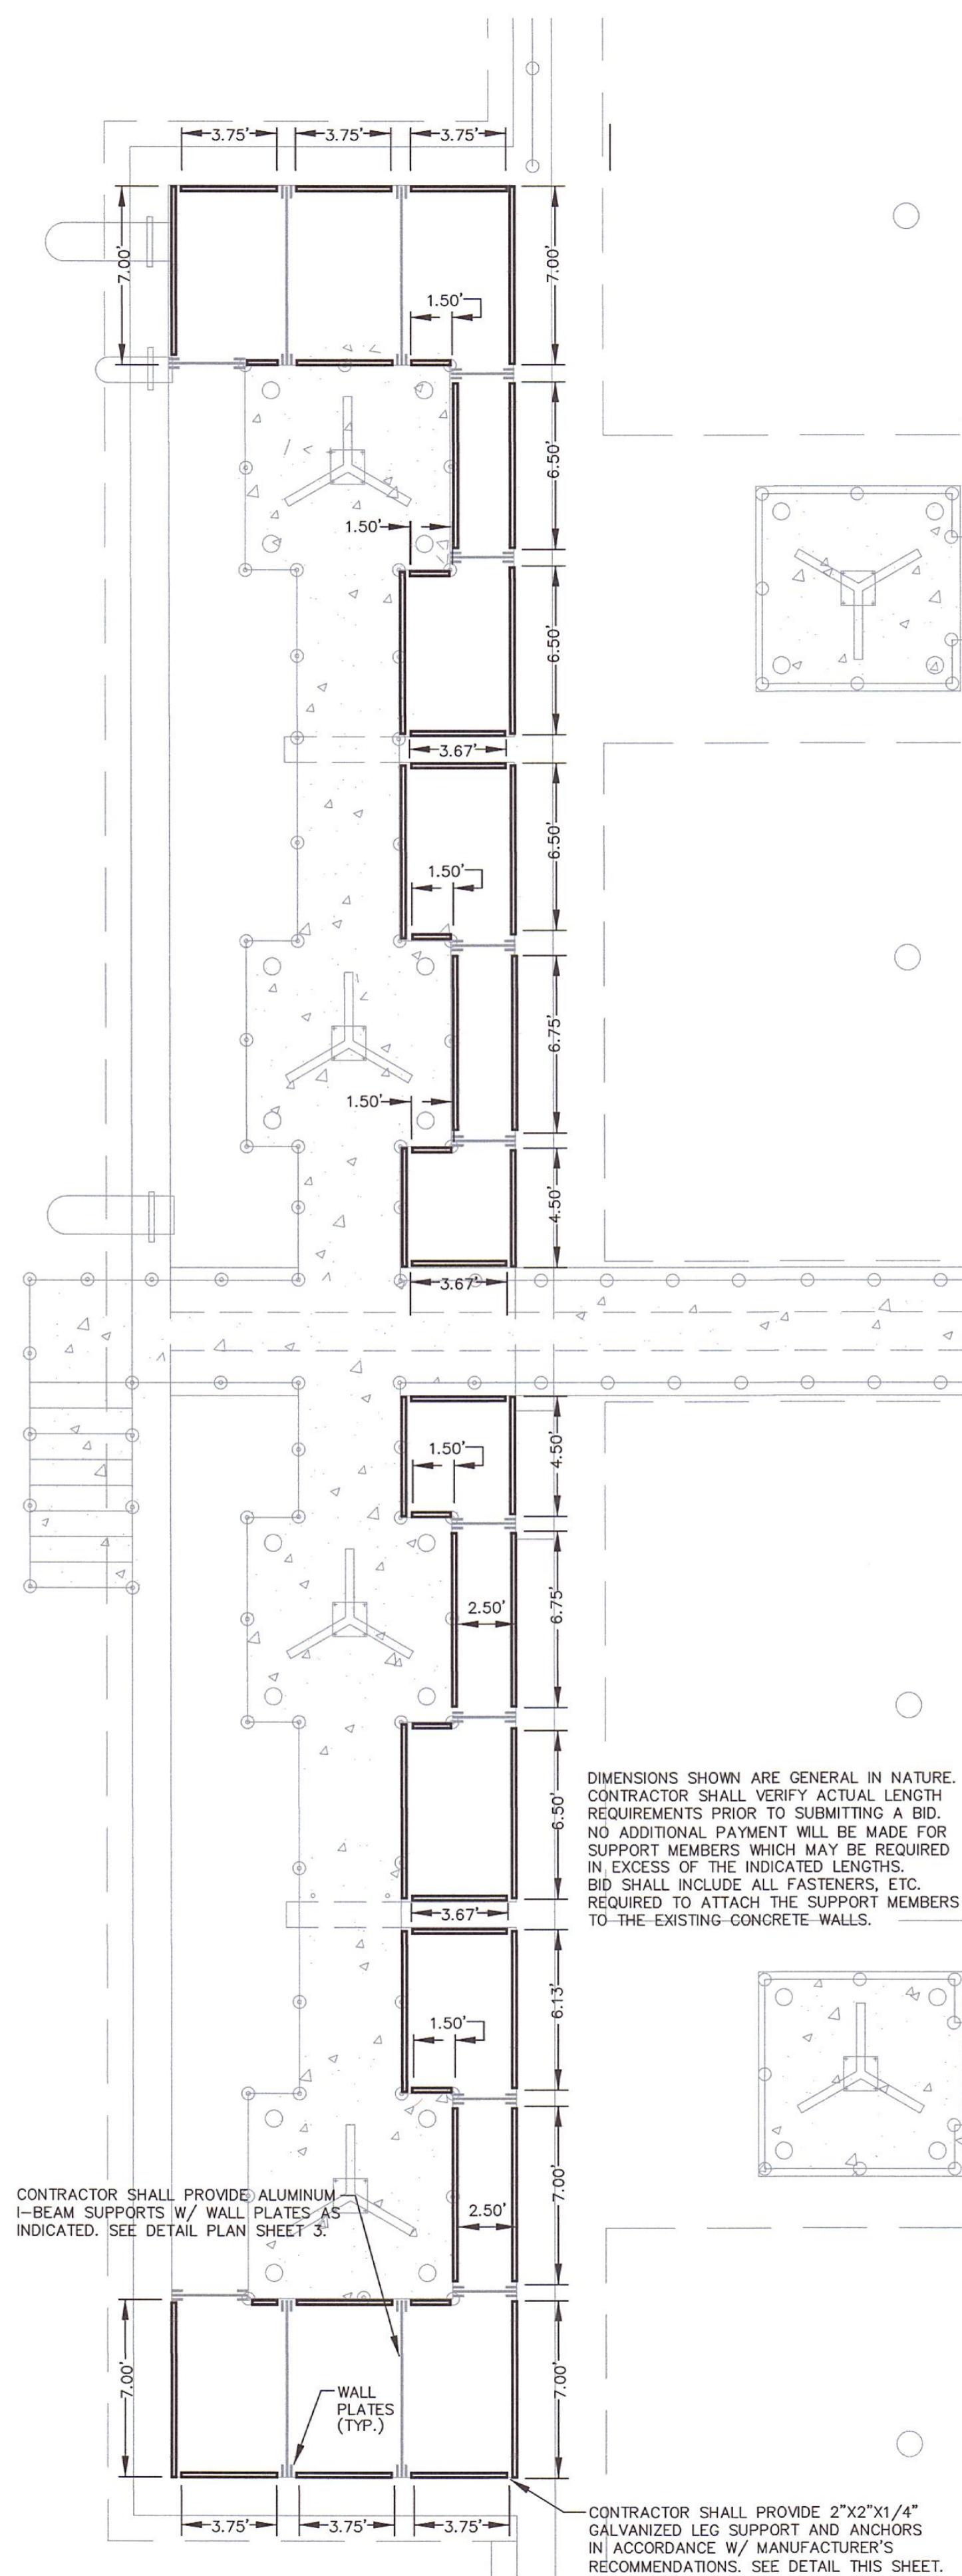 3.75' 3.75' 3.75'
7.00' 7.00'
1.50'
6.50'
1.50'
6.50'
3.67'
6.50'
1.50'
6.75'
1.50'
4.50'
3.67'
4.50'
1.50'
6.75'
2.50'
DIMENSIONS SHOWN ARE GENERAL IN NATURE.
CONTRACTOR SHALL VERIFY ACTUAL LENGTH
REQUIREMENTS PRIOR TO SUBMITTING A BID.
NO ADDITIONAL PAYMENT WILL BE MADE FOR
SUPPORT MEMBERS WHICH MAY BE REQUIRED
IN EXCESS OF THE INDICATED LENGTHS.
BID SHALL INCLUDE ALL FASTENERS, ETC.
REQUIRED TO ATTACH THE SUPPORT MEMBERS
TO THE EXISTING CONCRETE WALLS.
6.50'
3.67'
6.13'
1.50'
CONTRACTOR SHALL PROVIDE ALUMINUM
I-BEAM SUPPORTS W/ WALL PLATES AS
INDICATED. SEE DETAIL PLAN SHEET 3.
7.00'
2.50'
7.00' 7.00'
WALL
PLATES
(TYP.)
3.75' 3.75' 3.75'
CONTRACTOR SHALL PROVIDE 2"X2"X1/4"
GALVANIZED LEG SUPPORT AND ANCHORS
IN ACCORDANCE W/ MANUFACTURER'S
RECOMMENDATIONS. SEE DETAIL THIS SHEET.